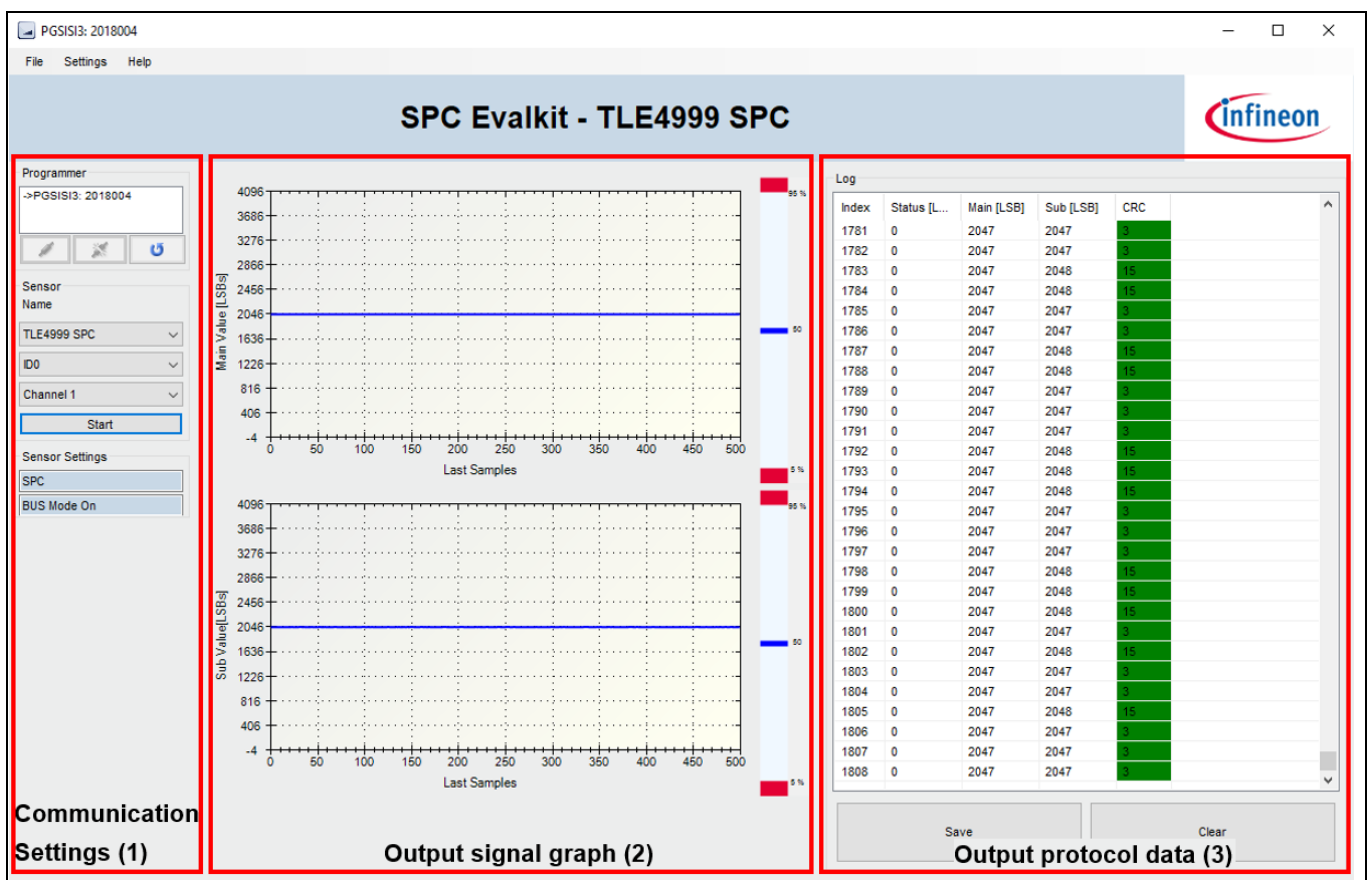 PGSISI3: 2018004
File Settings Help
SPC Evalkit - TLE4999 SPC
infineon
Programmer
->PGSISI3: 2018004
Sensor
Name
TLE4999 SPC
ID0
Channel 1
Start
Sensor Settings
SPC
BUS Mode On
Communication
Settings (1)
Main Value [LSBs]
4096
3686
3276
2866
2456
2046
1636
1226
816
406
-4
0 50 100 150 200 250 300 350 400 450 500
Last Samples
95 %
50
5 %
Sub Value[LSBs]
4096
3686
3276
2866
2456
2046
1636
1226
816
406
-4
0 50 100 150 200 250 300 350 400 450 500
Last Samples
95 %
50
5 %
Output signal graph (2)
Log
Index Status [L... Main [LSB] Sub [LSB] CRC
1781 0 2047 2047 3
1782 0 2047 2047 3
1783 0 2047 2048 15
1784 0 2047 2048 15
1785 0 2047 2047 3
1786 0 2047 2047 3
1787 0 2047 2048 15
1788 0 2047 2048 15
1789 0 2047 2047 3
1790 0 2047 2047 3
1791 0 2047 2047 3
1792 0 2047 2048 15
1793 0 2047 2048 15
1794 0 2047 2048 15
1795 0 2047 2047 3
1796 0 2047 2047 3
1797 0 2047 2047 3
1798 0 2047 2048 15
1799 0 2047 2048 15
1800 0 2047 2048 15
1801 0 2047 2047 3
1802 0 2047 2048 15
1803 0 2047 2047 3
1804 0 2047 2047 3
1805 0 2047 2048 15
1806 0 2047 2047 3
1807 0 2047 2047 3
1808 0 2047 2047 3
Save Clear
Output protocol data (3)